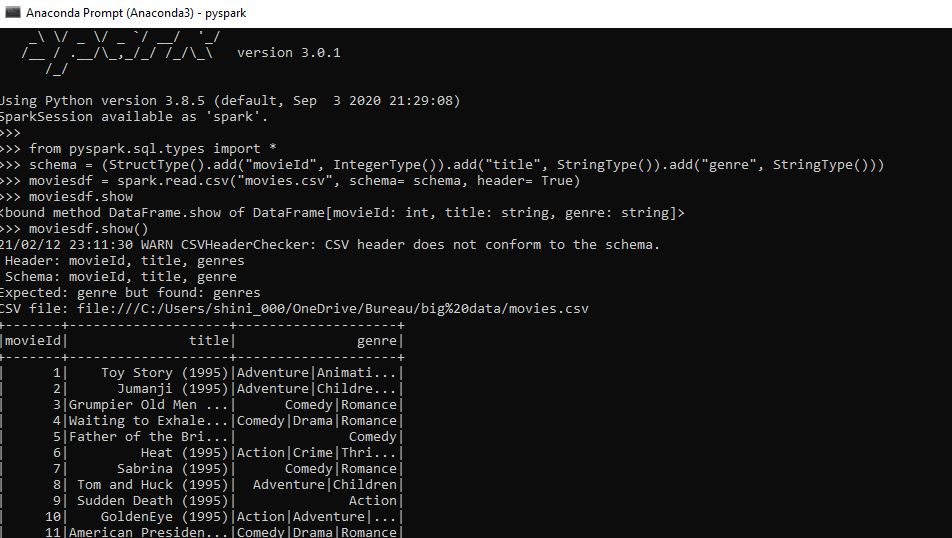 Anaconda Prompt (Anaconda3) - pyspark
_\ \/ _ \/ _ `/ __/  '_/
/__ / .__/\_,_/_/ /_/\_\   version 3.0.1
/_/
Using Python version 3.8.5 (default, Sep  3 2020 21:29:08)
SparkSession available as 'spark'.
>>>
>>> from pyspark.sql.types import *
>>> schema = (StructType().add("movieId", IntegerType()).add("title", StringType()).add("genre", StringType()))
>>> moviesdf = spark.read.csv("movies.csv", schema= schema, header= True)
>>> moviesdf.show
<bound method DataFrame.show of DataFrame[movieId: int, title: string, genre: string]>
>>> moviesdf.show()
21/02/12 23:11:30 WARN CSVHeaderChecker: CSV header does not conform to the schema.
 Header: movieId, title, genres
 Schema: movieId, title, genre
Expected: genre but found: genres
CSV file: file:///C:/Users/shini_000/OneDrive/Bureau/big%20data/movies.csv
+-------+--------------------+--------------------+
|movieId|               title|               genre|
+-------+--------------------+--------------------+
|      1|    Toy Story (1995)|Adventure|Animati...|
|      2|      Jumanji (1995)|Adventure|Childre...|
|      3|Grumpier Old Men ...|      Comedy|Romance|
|      4|Waiting to Exhale...|Comedy|Drama|Romance|
|      5|Father of the Bri...|              Comedy|
|      6|         Heat (1995)|Action|Crime|Thri...|
|      7|      Sabrina (1995)|      Comedy|Romance|
|      8| Tom and Huck (1995)|  Adventure|Children|
|      9| Sudden Death (1995)|              Action|
|     10|    GoldenEye (1995)|Action|Adventure|...|
|     11|American Presiden...|Comedy|Drama|Romance|